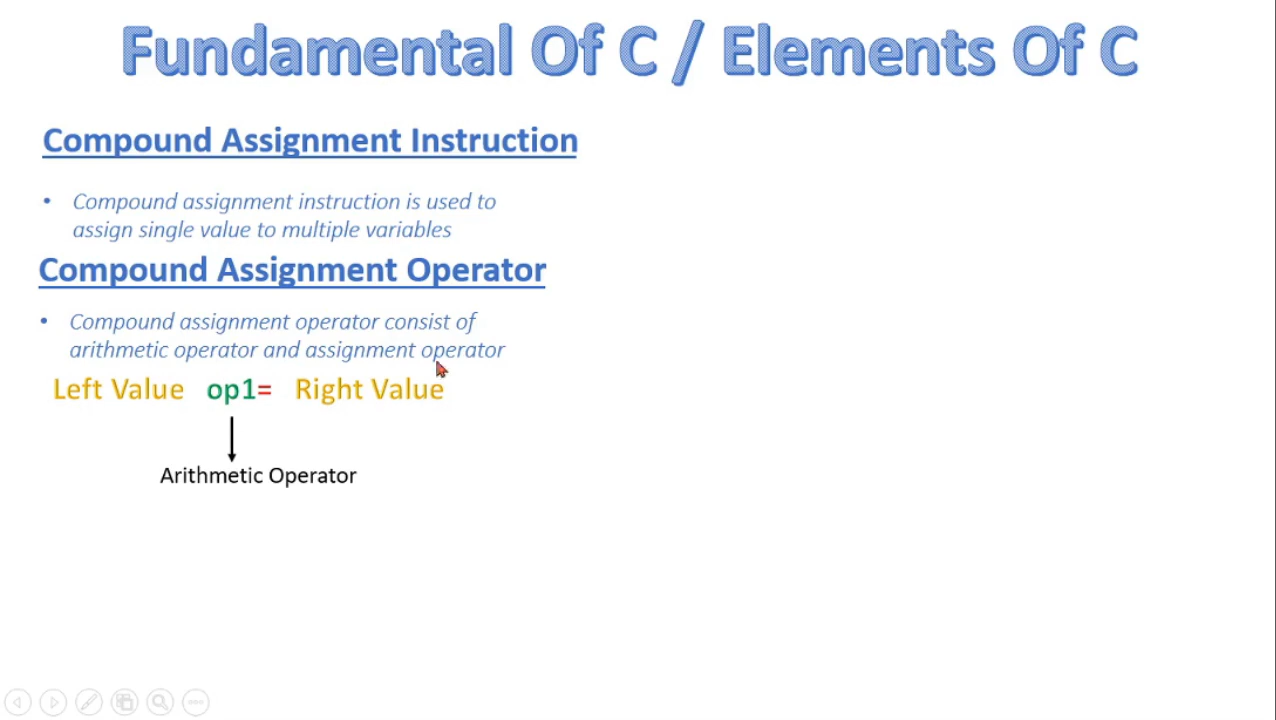 Fundamental Of C / Elements Of C
Compound Assignment Instruction
• Compound assignment instruction is used to
assign single value to multiple variables
Compound Assignment Operator
• Compound assignment operator consist of
arithmetic operator and assignment operator
Left Value op1= Right Value
Arithmetic Operator